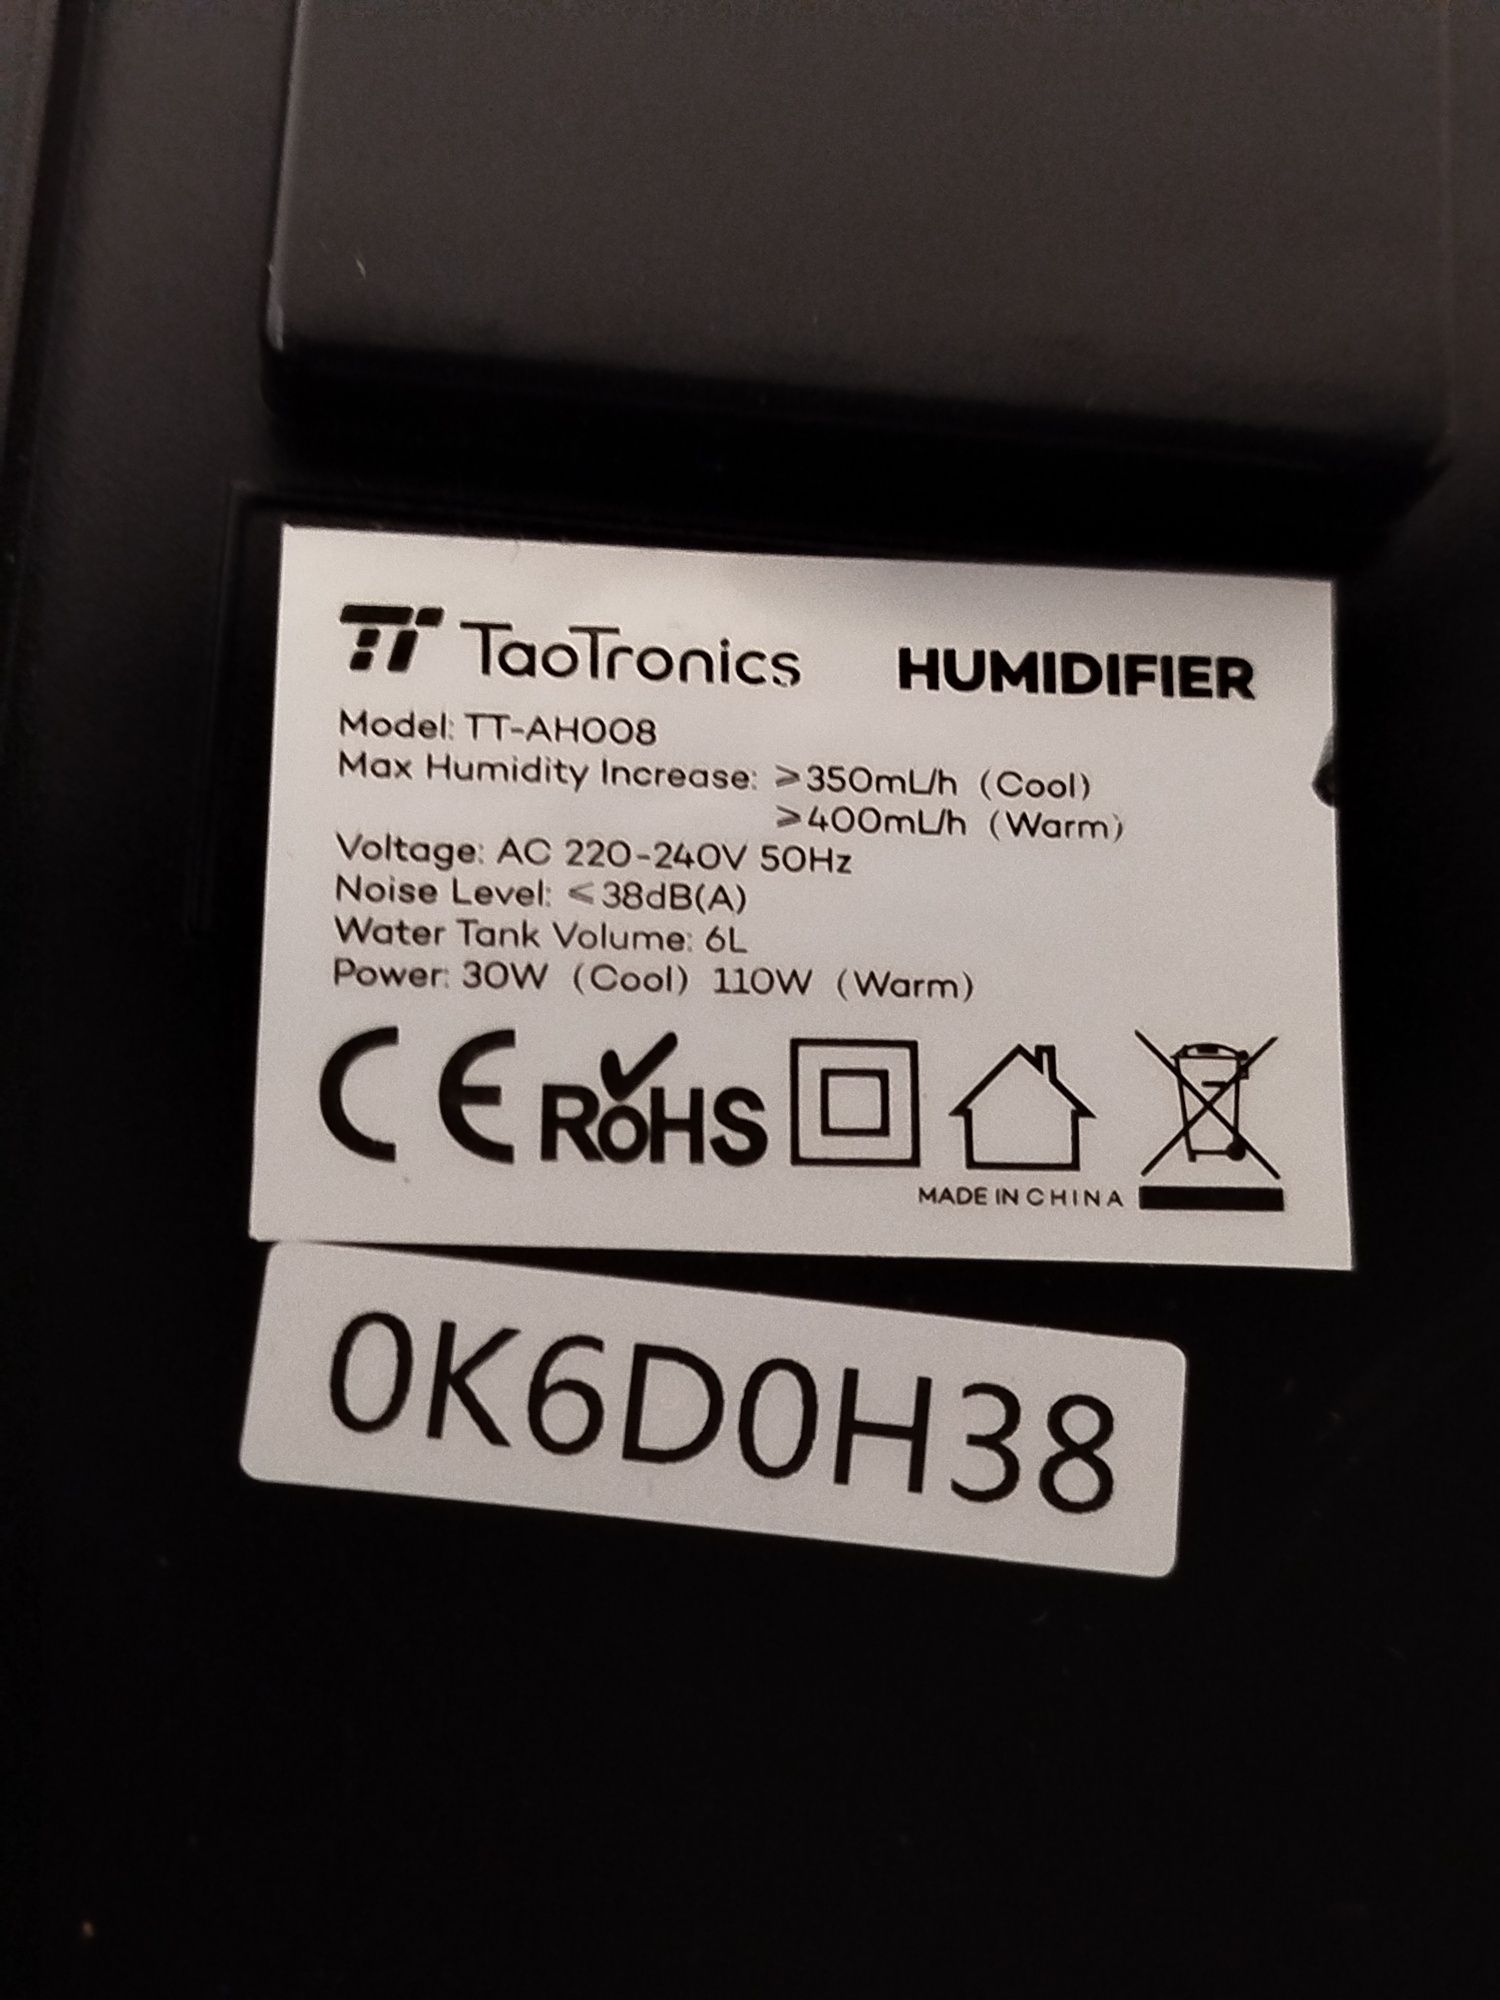 TaoTronics HUMIDIFIER
Model: TT-AH008
Max Humidity Increase: ⩾350mL/h (Cool)
⩾400mL/h (Warm)
Voltage: AC 220-240V 50Hz
Noise Level: ⩽38dB(A)
Water Tank Volume: 6L
Power: 30W (Cool) 110W (Warm)
CE RoHS
MADE IN CHINA
0K6D0H38